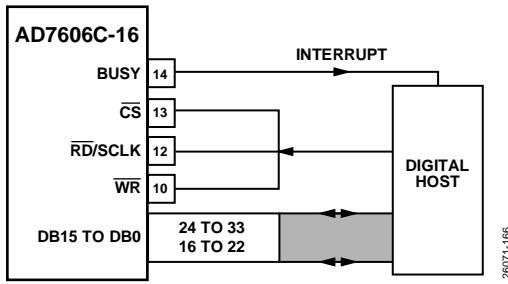 AD7606C-16
INTERRUPT
BUSY 14
CS 13
RD/SCLK 12
WR 10
DIGITAL
HOST
DB15 TO DB0
24 TO 33
16 TO 22
26071-166